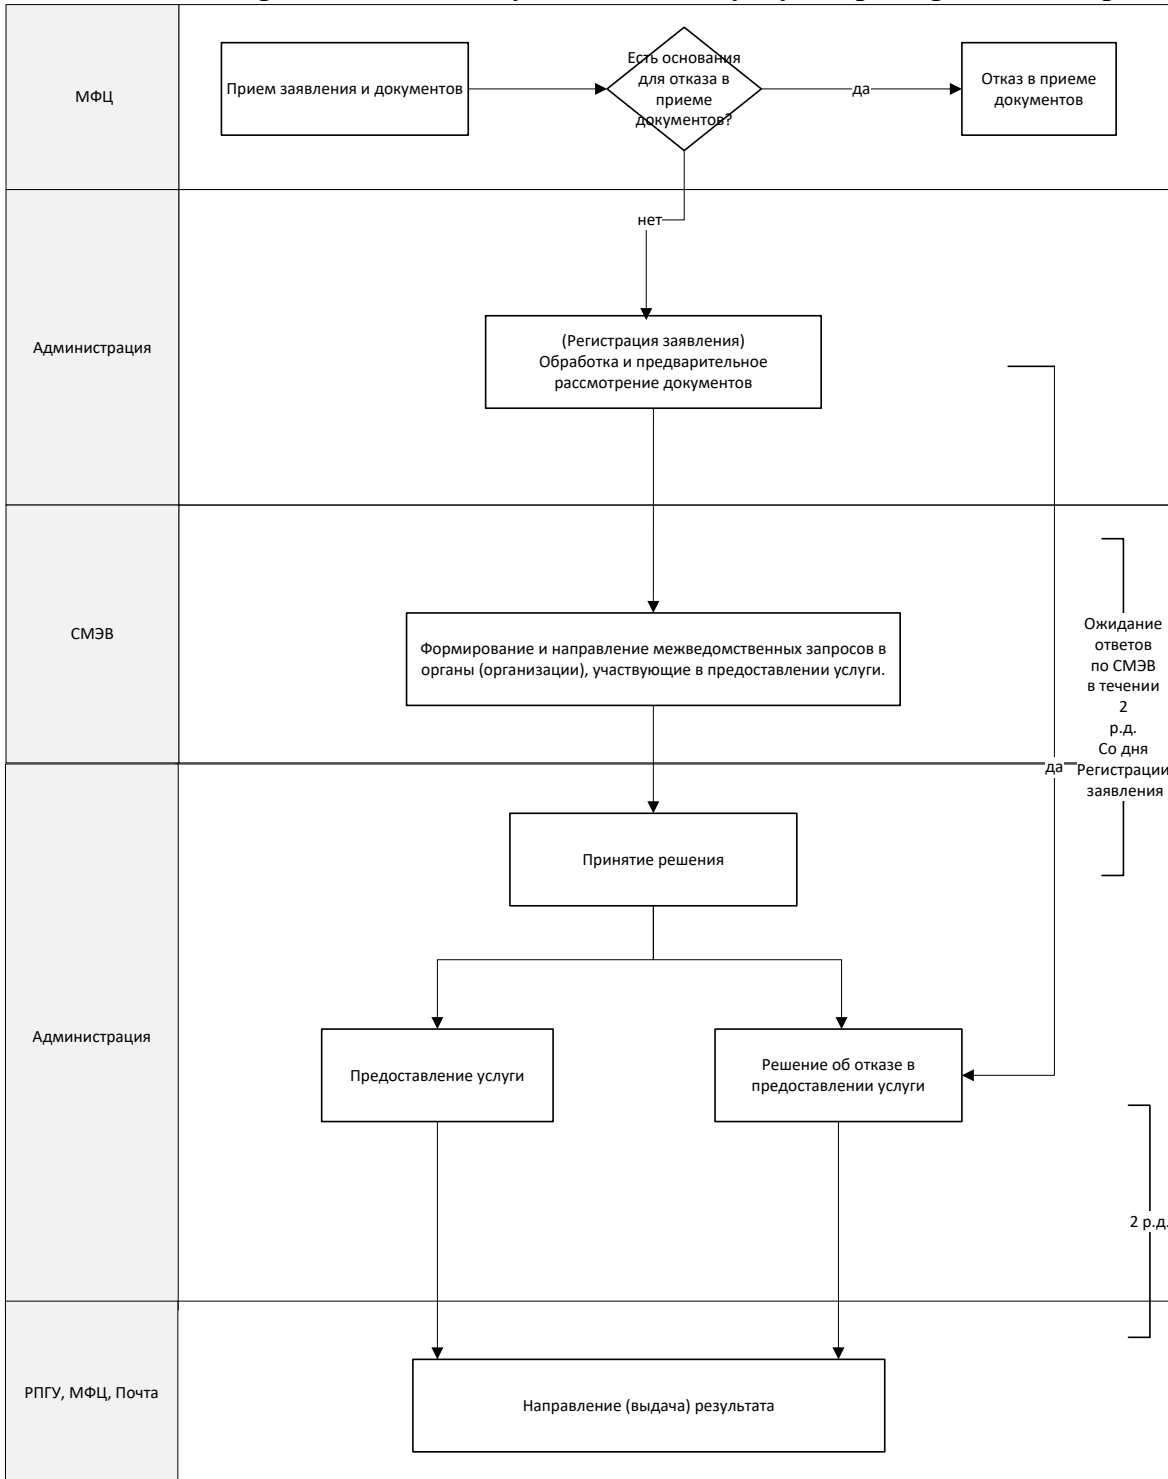 МФЦ
Прием заявления и документов
Есть основания
для отказа в
приеме
документов?
да
Отказ в приеме
документов
нет
Администрация
(Регистрация заявления)
Обработка и предварительное
рассмотрение документов
СМЭВ
Формирование и направление межведомственных запросов в
органы (организации), участвующие в предоставлении услуги.
Ожидание
ответов
по СМЭВ
в течении
2
р.д.
Со дня
Регистрации
заявления
да
Администрация
Принятие решения
Предоставление услуги
Решение об отказе в
предоставлении услуги
2 р.д.
РПГУ, МФЦ, Почта
Направление (выдача) результата